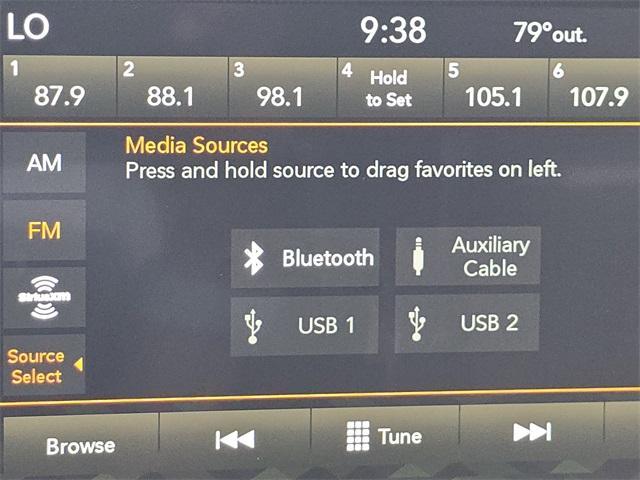 LO 9:38 79°out.
1 2 3 4 Hold 5 6
87.9 88.1 98.1 to Set 105.1 107.9
Media Sources
Press and hold source to drag favorites on left.
AM
FM
SiriusXM
Source
Select
Bluetooth
Auxiliary
Cable
USB 1
USB 2
Browse Tune